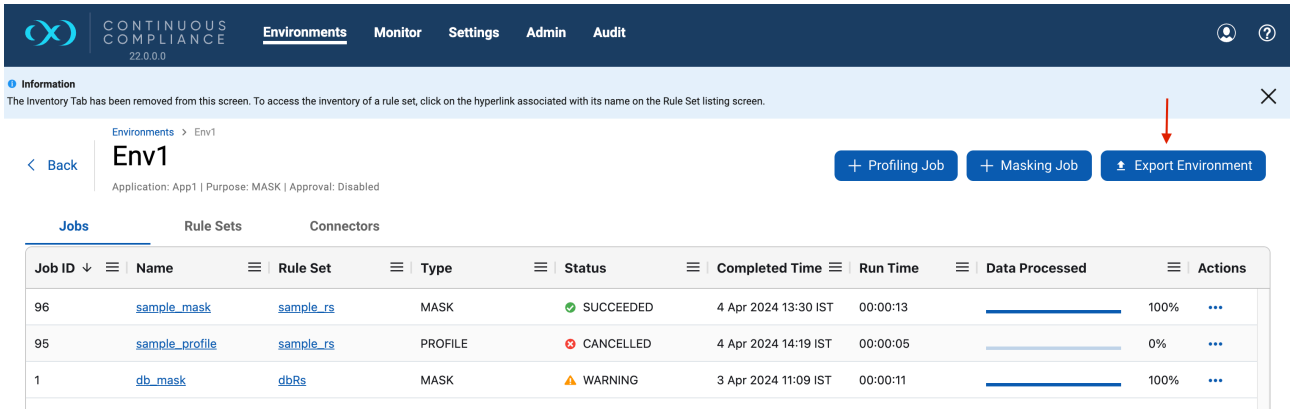 CONTINUOUS
COMPLIANCE
22.0.0.0
Environments Monitor Settings Admin Audit
Information
The Inventory Tab has been removed from this screen. To access the inventory of a rule set, click on the hyperlink associated with its name on the Rule Set listing screen.
Environments > Env1
Back
Env1
+ Profiling Job + Masking Job Export Environment
Application: App1 | Purpose: MASK | Approval: Disabled
Jobs Rule Sets Connectors
Job ID Name Rule Set Type Status Completed Time Run Time Data Processed Actions
96 sample_mask sample_rs MASK SUCCEEDED 4 Apr 2024 13:30 IST 00:00:13 100%
95 sample_profile sample_rs PROFILE CANCELLED 4 Apr 2024 14:19 IST 00:00:05 0%
1 db_mask dbRs MASK WARNING 3 Apr 2024 11:09 IST 00:00:11 100%